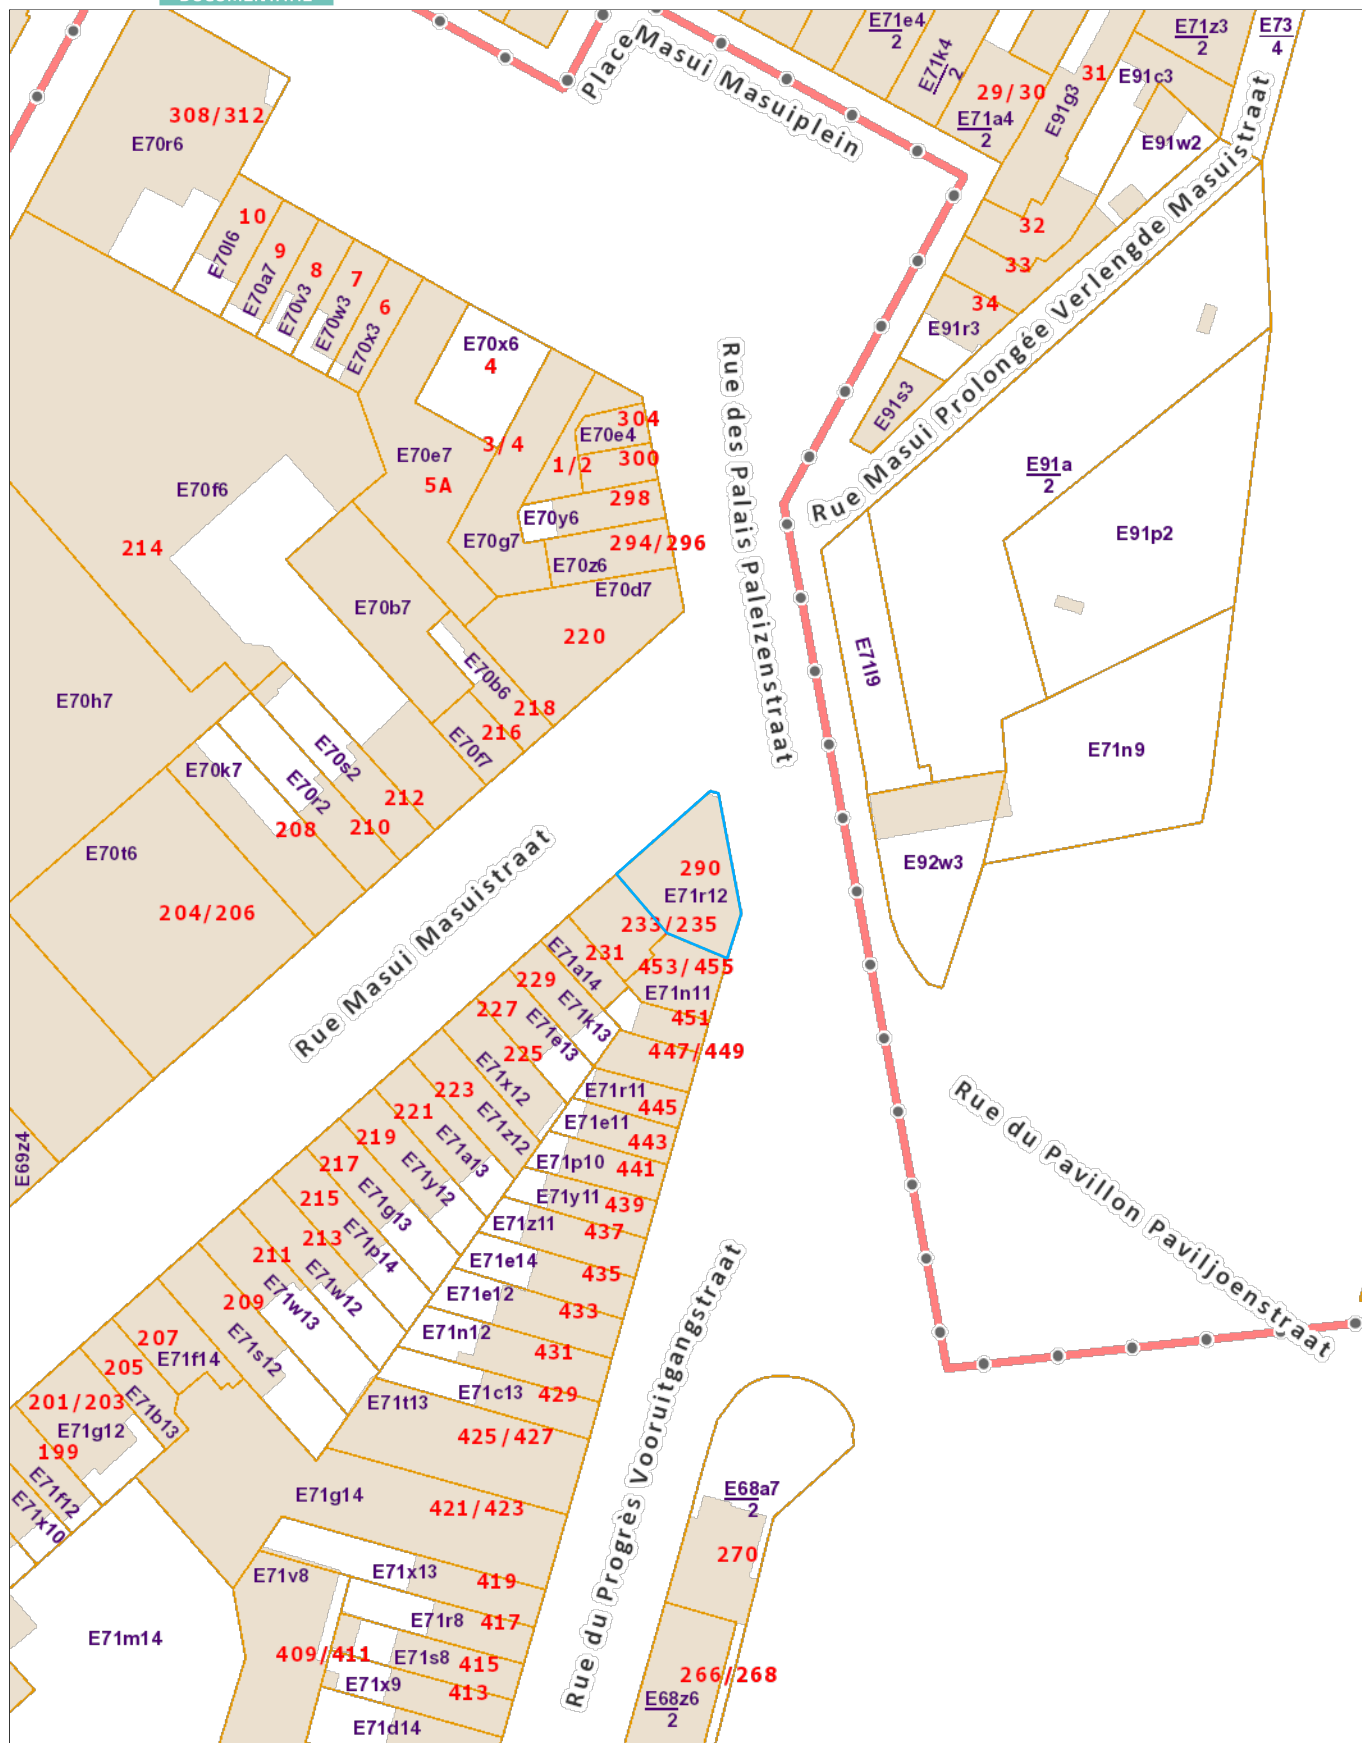 E71e4
2
E71k4
2
E71z3
2
E73
4
Place Masui Masuiplein
308/312
E70r6
29/30
E71a4
2
31
E91g3
E91c3
E91w2
10
E70l6
9
E70a7
8
E70v3
7
E70w3
6
E70x3
32
33
34
E91r3
E91s3
E70x6
4
3/4
E70e7
5A
304
E70e4
1/2
300
298
E70y6
294/296
E70g7
E70z6
E70d7
220
Rue des Palais Paleizenstraat
Rue Masui Prolongée Verlengde Masuistraat
E91a
2
E91p2
E70f6
214
E70b7
E70h7
E70b6
218
216
E70f7
E71l9
E71n9
E70s2
E70k7
E70r2
212
210
208
E70t6
204/206
E92w3
Rue Masui Masuistraat
290
E71r12
233/235
231
453/455
E71a14
E71n11
229
E71k13
451
227
E71e13
447/449
225
E71x12
E71r11
223
445
E71z12
E71e11
221
443
219
E71a13
E71p10
441
217
E71y12
E71y11
439
215
E71g13
E71z11
437
213
E71p14
E71e14
435
211
E71w12
E71e12
433
209
E71w13
E71n12
431
207
E71s12
E71f14
205
E71c13
429
E71t13
201/203
E71b13
E71g12
425/427
199
E71f12
E71x10
E69z4
Rue du Pavillon Paviljoenstraat
Rue du Progrès Vooruitgangstraat
E71g14
421/423
E68a7
2
270
E71v8
E71x13
419
E71r8
417
E71m14
409/411
E71s8
415
E71x9
413
E71d14
266/268
E68z6
2